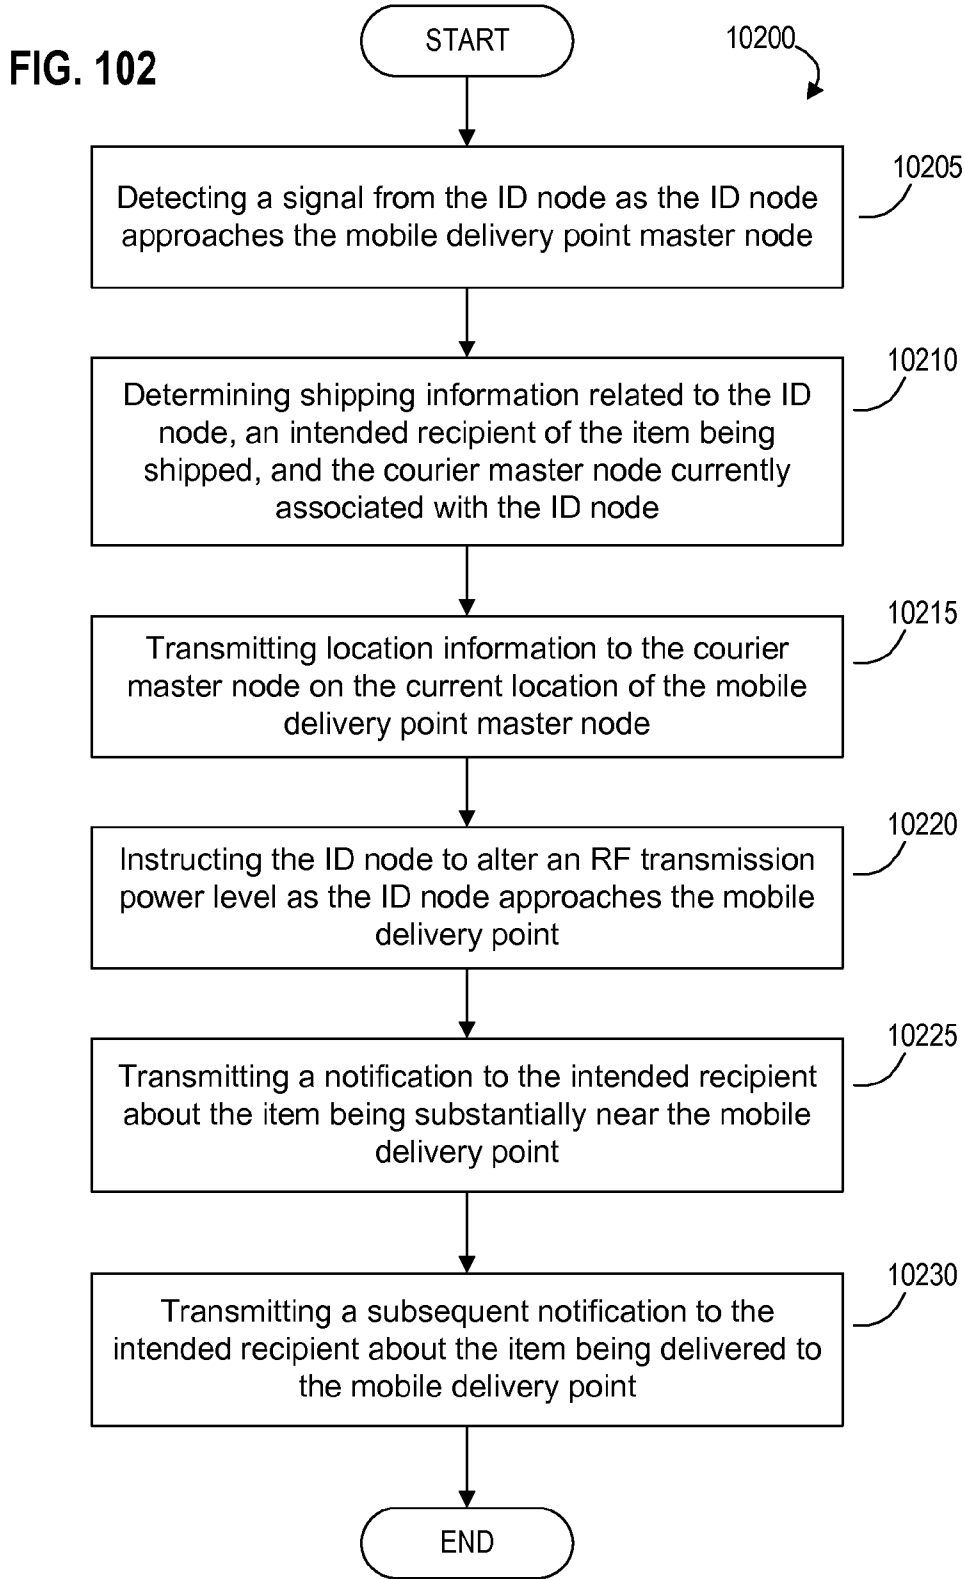 START
10200
FIG. 102
10205
Detecting a signal from the ID node as the ID node
approaches the mobile delivery point master node
10210
Determining shipping information related to the ID
node, an intended recipient of the item being
shipped, and the courier master node currently
associated with the ID node
10215
Transmitting location information to the courier
master node on the current location of the mobile
delivery point master node
10220
Instructing the ID node to alter an RF transmission
power level as the ID node approaches the mobile
delivery point
10225
Transmitting a notification to the intended recipient
about the item being substantially near the mobile
delivery point
10230
Transmitting a subsequent notification to the
intended recipient about the item being delivered to
the mobile delivery point
END